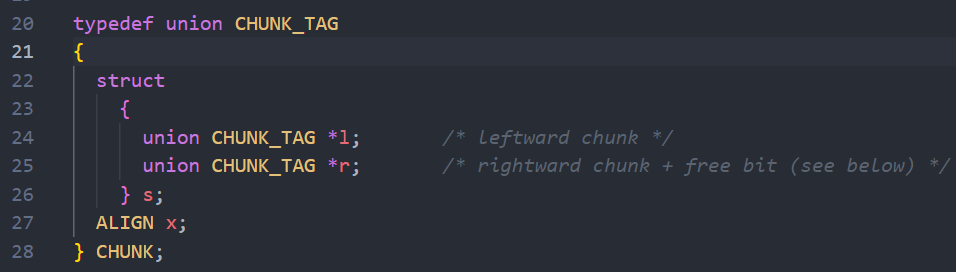 20 typedef union CHUNK_TAG
21 {
22   struct
23     {
24       union CHUNK_TAG *l;       /* leftward chunk */
25       union CHUNK_TAG *r;       /* rightward chunk + free bit (see below) */
26     } s;
27   ALIGN x;
28 } CHUNK;